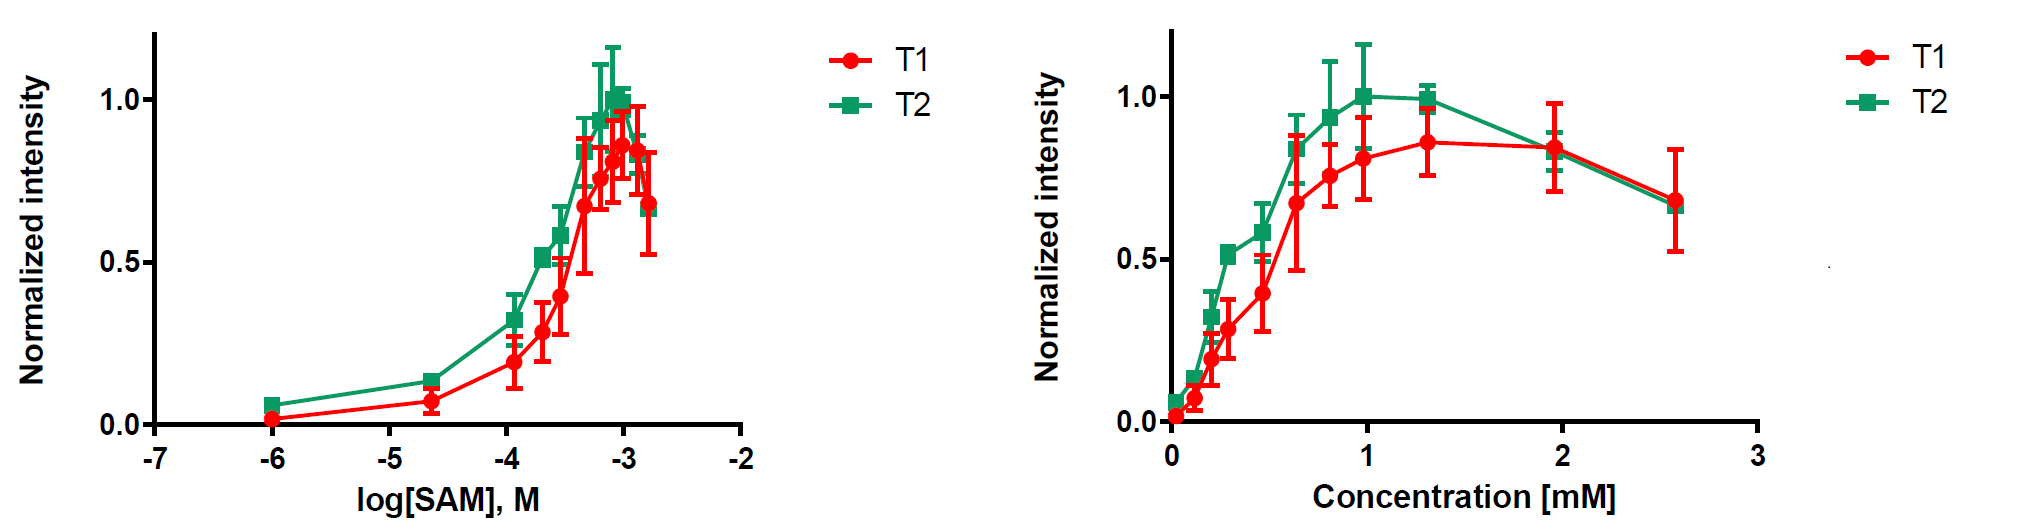 Normalized intensity
1.0
0.5
0.0
-7 -6 -5 -4 -3 -2
log[SAM], M
T1
T2
Normalized intensity
1.0
0.5
0.0
0 1 2 3
Concentration [mM]
T1
T2